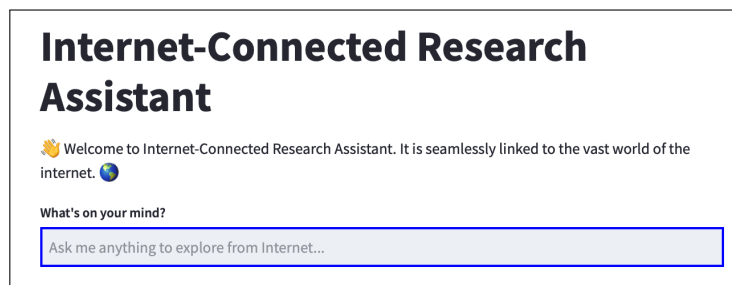 Internet-Connected Research
Assistant
👋 Welcome to Internet-Connected Research Assistant. It is seamlessly linked to the vast world of the
internet. 🌎
What's on your mind?
Ask me anything to explore from Internet...